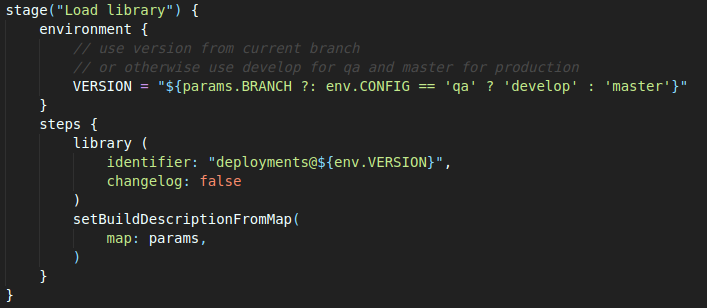 stage("Load library") {
    environment {
        // use version from current branch
        // or otherwise use develop for qa and master for production
        VERSION = "${params.BRANCH ?: env.CONFIG == 'qa' ? 'develop' : 'master'}"
    }
    steps {
        library (
            identifier: "deployments@${env.VERSION}",
            changelog: false
        )
        setBuildDescriptionFromMap(
            map: params,
        )
    }
}